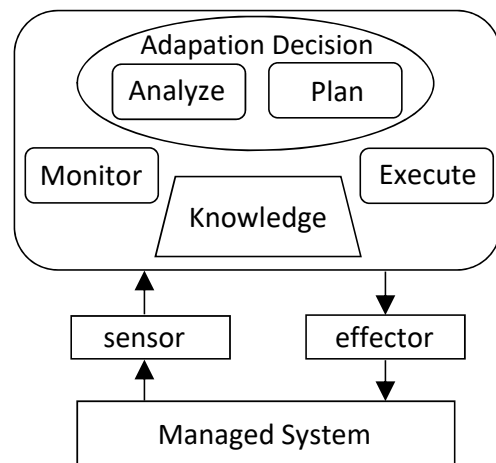 Adapation Decision
Analyze
Plan
Monitor
Execute
Knowledge
sensor
effector
Managed System